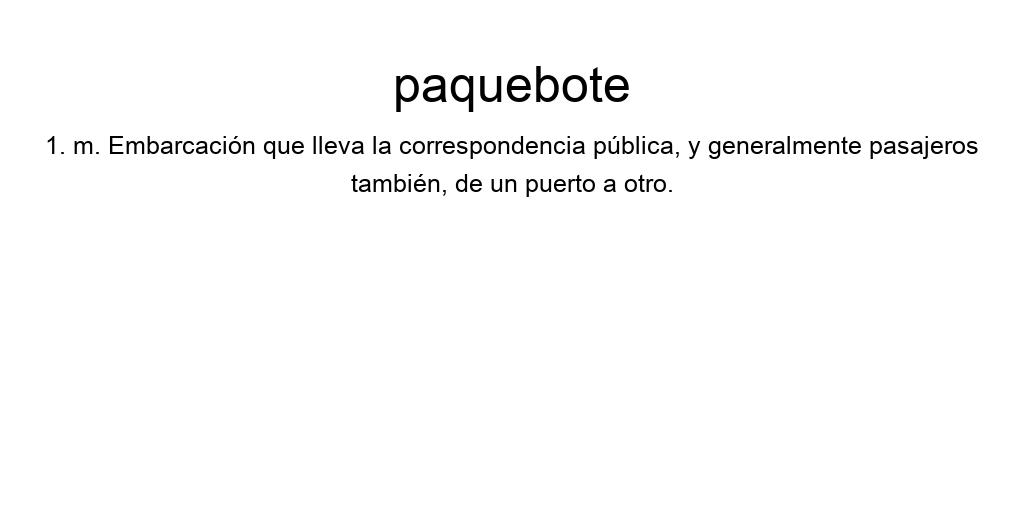 paquebote
1. m. Embarcación que lleva la correspondencia pública, y generalmente pasajeros
también, de un puerto a otro.